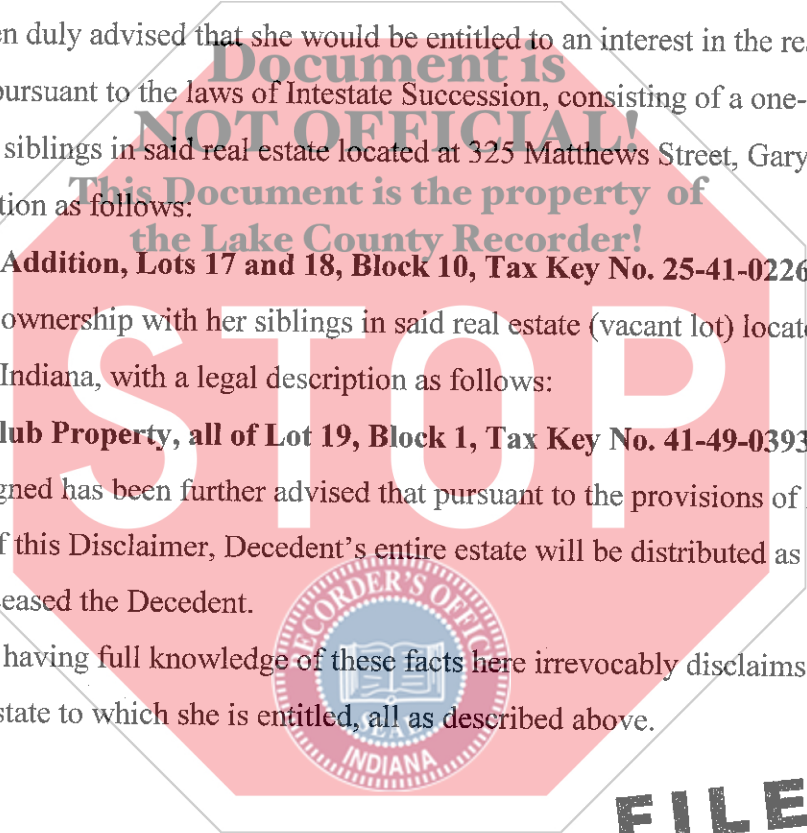 en duly advised that she would be entitled to an interest in the re
Document is
pursuant to the laws of Intestate Succession, consisting of a one-
NOT OFFICIAL!
siblings in said real estate located at 325 Matthews Street, Gary
This Document is the property of
tion as follows:
the Lake County Recorder!
Addition, Lots 17 and 18, Block 10, Tax Key No. 25-41-0226
ownership with her siblings in said real estate (vacant lot) locat
Indiana, with a legal description as follows:
STOP
lub Property, all of Lot 19, Block 1, Tax Key No. 41-49-0393
gned has been further advised that pursuant to the provisions of
f this Disclaimer, Decedent's entire estate will be distributed as
eased the Decedent.
RECORDER'S OFFICE
having full knowledge of these facts here irrevocably disclaims
state to which she is entitled, all as described above.
SEAL
INDIANA
FILE